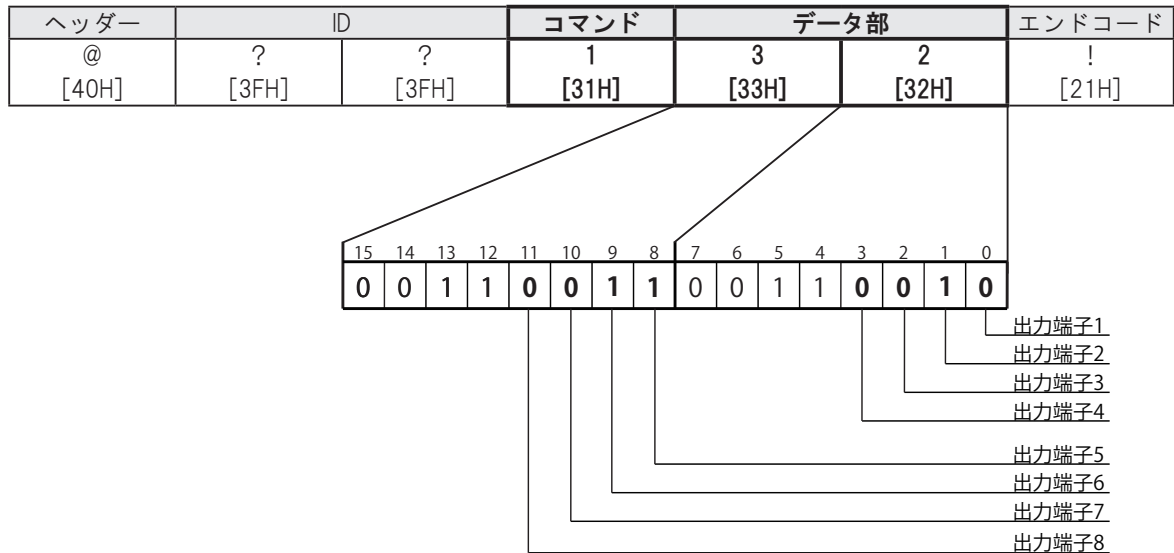 ヘッダー ID コマンド データ部 エンドコード
@ ? ? 1 3 2 !
[40H] [3FH] [3FH] [31H] [33H] [32H] [21H]
15 14 13 12 11 10 9 8 7 6 5 4 3 2 1 0
0 0 1 1 0 0 1 1 0 0 1 1 0 0 1 0
出力端子1
出力端子2
出力端子3
出力端子4
出力端子5
出力端子6
出力端子7
出力端子8